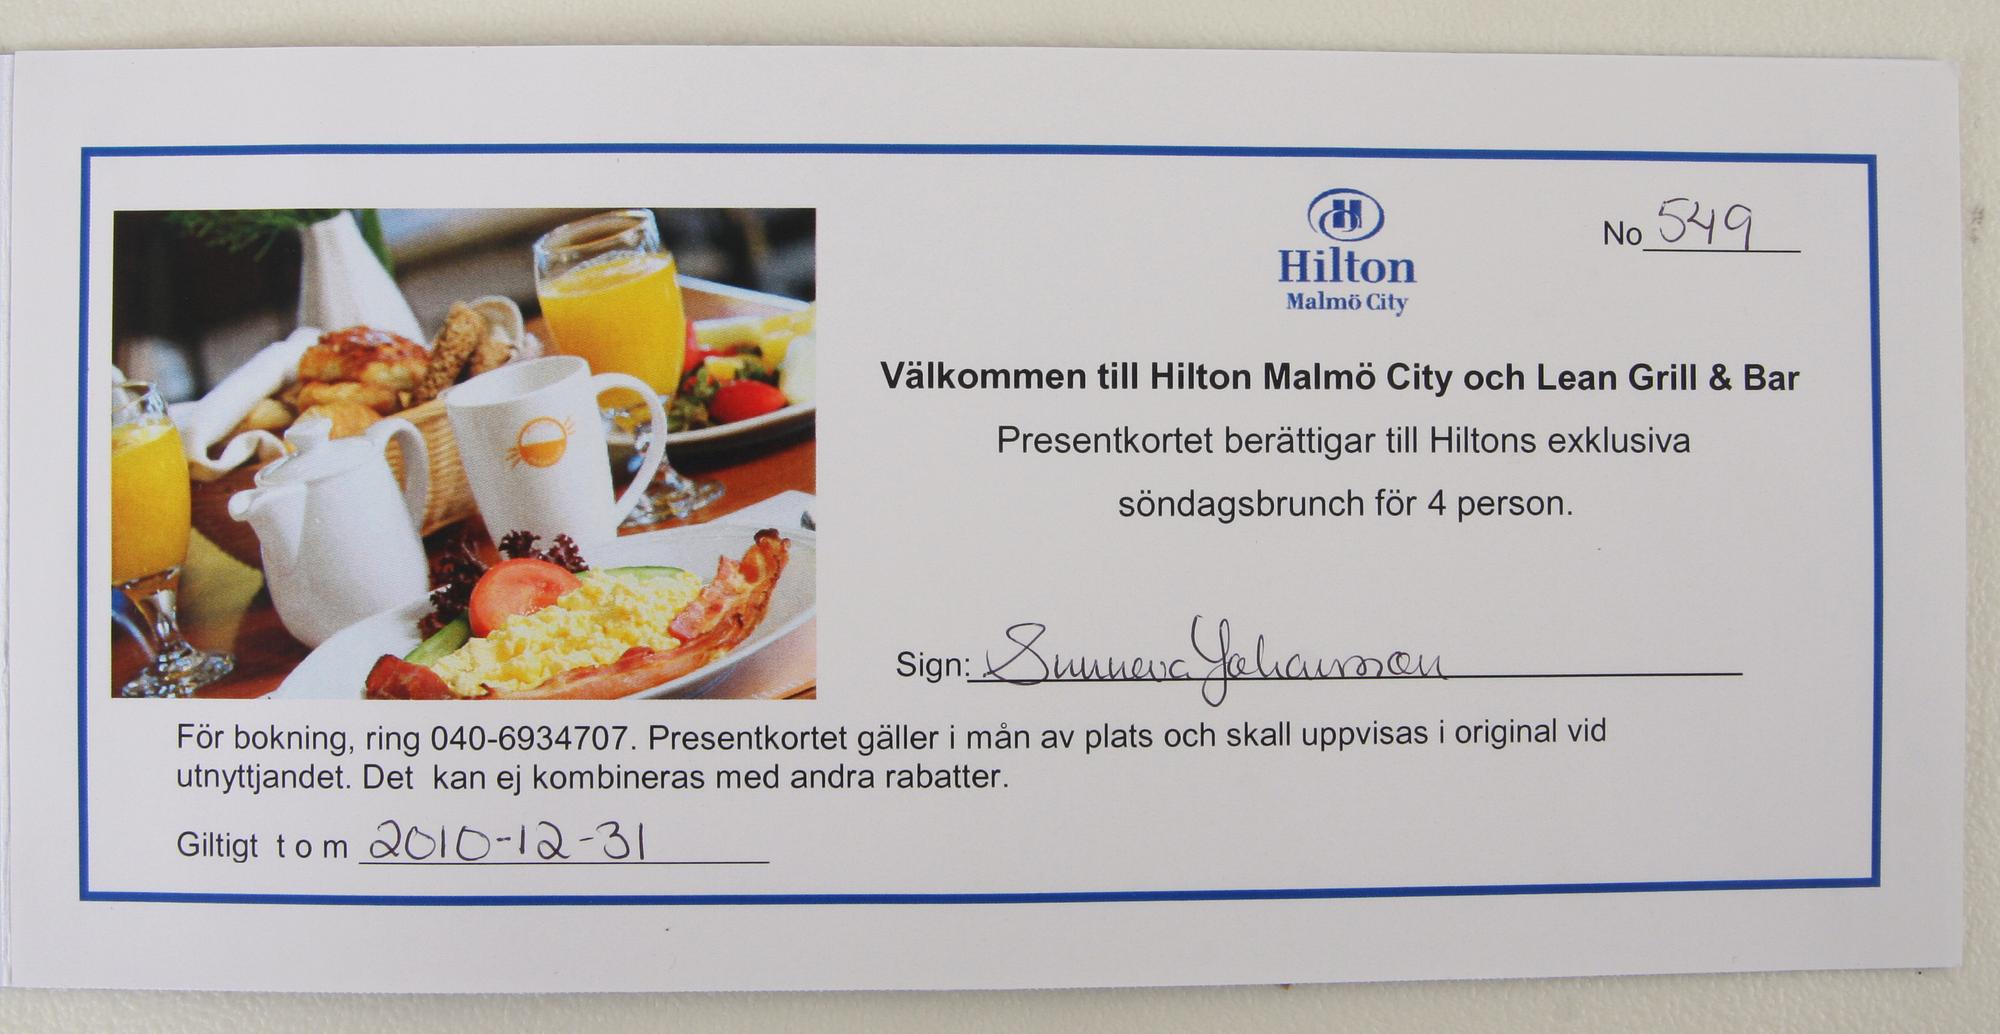 Hilton
Malmö City
No 549
Välkommen till Hilton Malmö City och Lean Grill & Bar
Presentkortet berättigar till Hiltons exklusiva
söndagsbrunch för 4 person.
Sign: Sunneva Johansson
För bokning, ring 040-6934707. Presentkortet gäller i mån av plats och skall uppvisas i original vid
utnyttjandet. Det kan ej kombineras med andra rabatter.
Giltigt t o m 2010-12-31